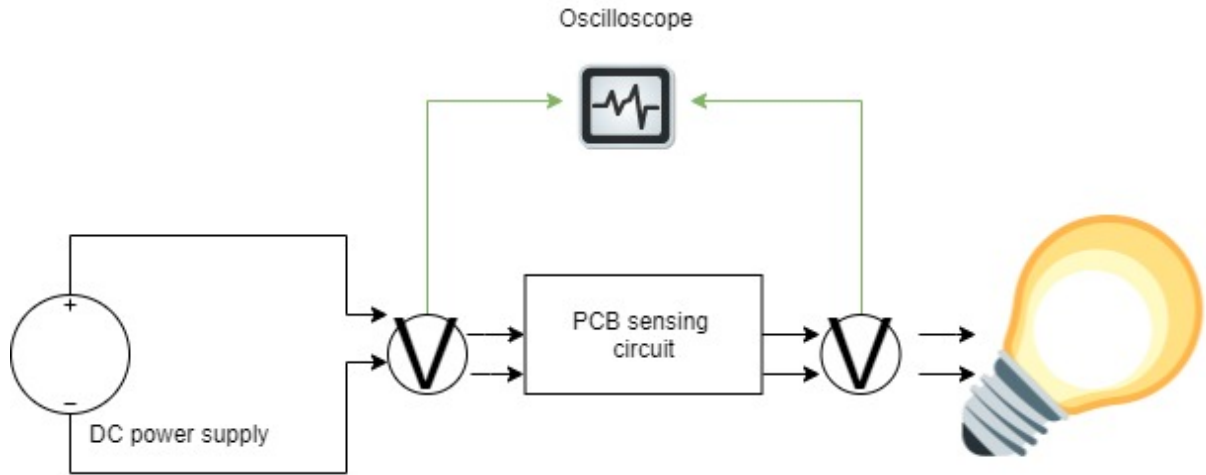 Oscilloscope
+
V
PCB sensing
circuit
V
−
DC power supply